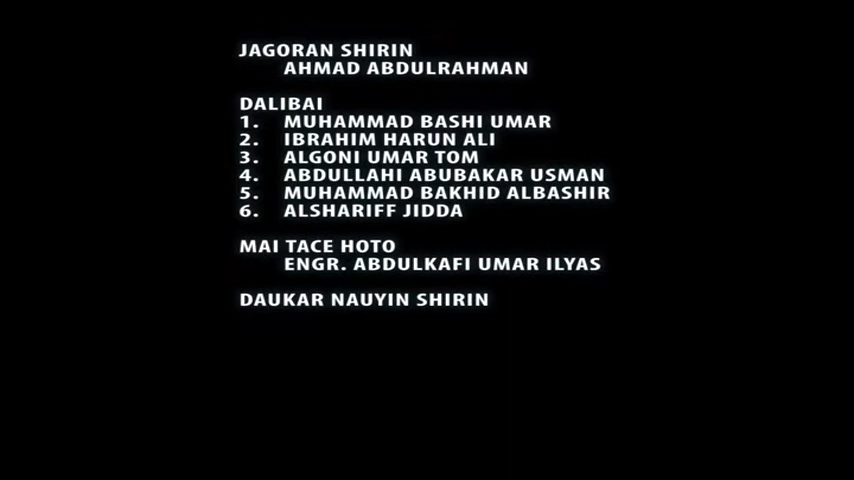 JAGORAN SHIRIN
AHMAD ABDULRAHMAN
DALIBAI
1. MUHAMMAD BASHI UMAR
2. IBRAHIM HARUN ALI
3. ALGONI UMAR TOM
4. ABDULLAHI ABUBAKAR USMAN
5. MUHAMMAD BAKHID ALBASHIR
6. ALSHARIFF JIDDA
MAI TACE HOTO
ENGR. ABDULKAFI UMAR ILYAS
DAUKAR NAUYIN SHIRIN